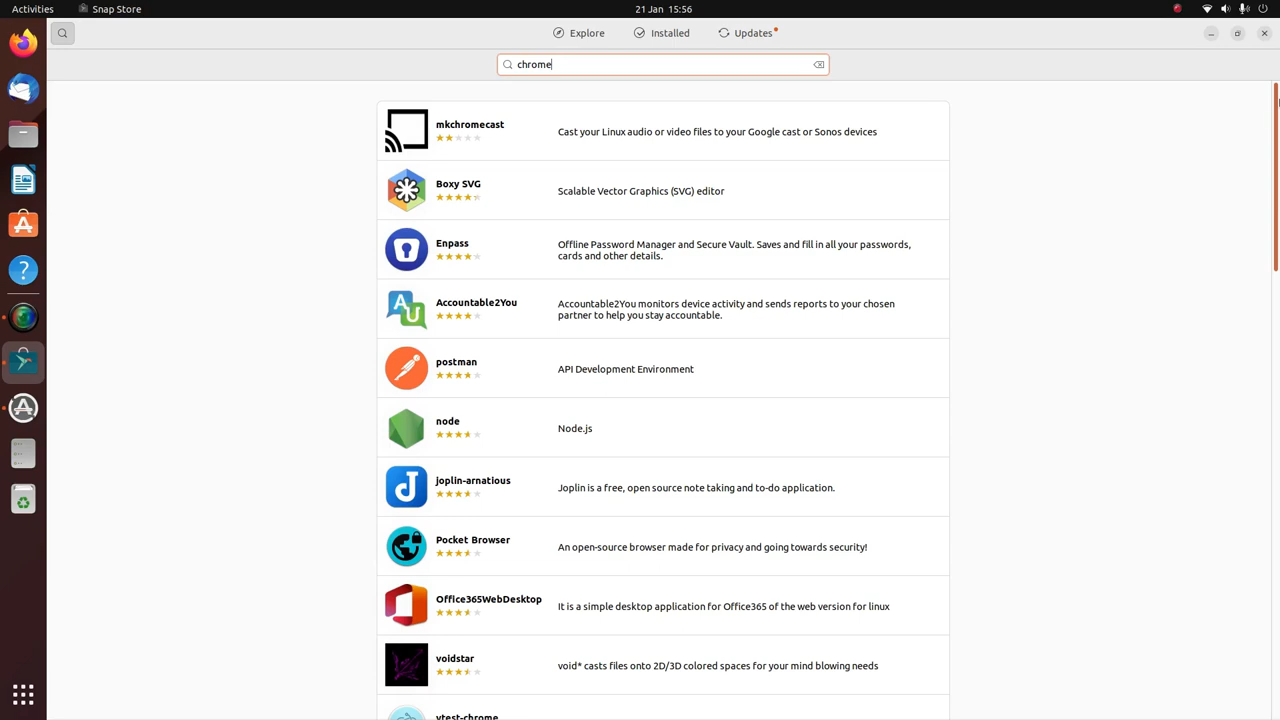 Activities
Snap Store
21 Jan 15:56
Explore
Installed
Updates
chrome
mkchromecast
Cast your Linux audio or video files to your Google cast or Sonos devices
Boxy SVG
Scalable Vector Graphics (SVG) editor
Enpass
Offline Password Manager and Secure Vault. Saves and fill in all your passwords,
cards and other details.
Accountable2You
Accountable2You monitors device activity and sends reports to your chosen
partner to help you stay accountable.
postman
API Development Environment
node
Node.js
joplin-arnatious
Joplin is a free, open source note taking and to-do application.
Pocket Browser
An open-source browser made for privacy and going towards security!
Office365WebDesktop
It is a simple desktop application for Office365 of the web version for linux
voidstar
void* casts files onto 2D/3D colored spaces for your mind blowing needs
vtest-chrome